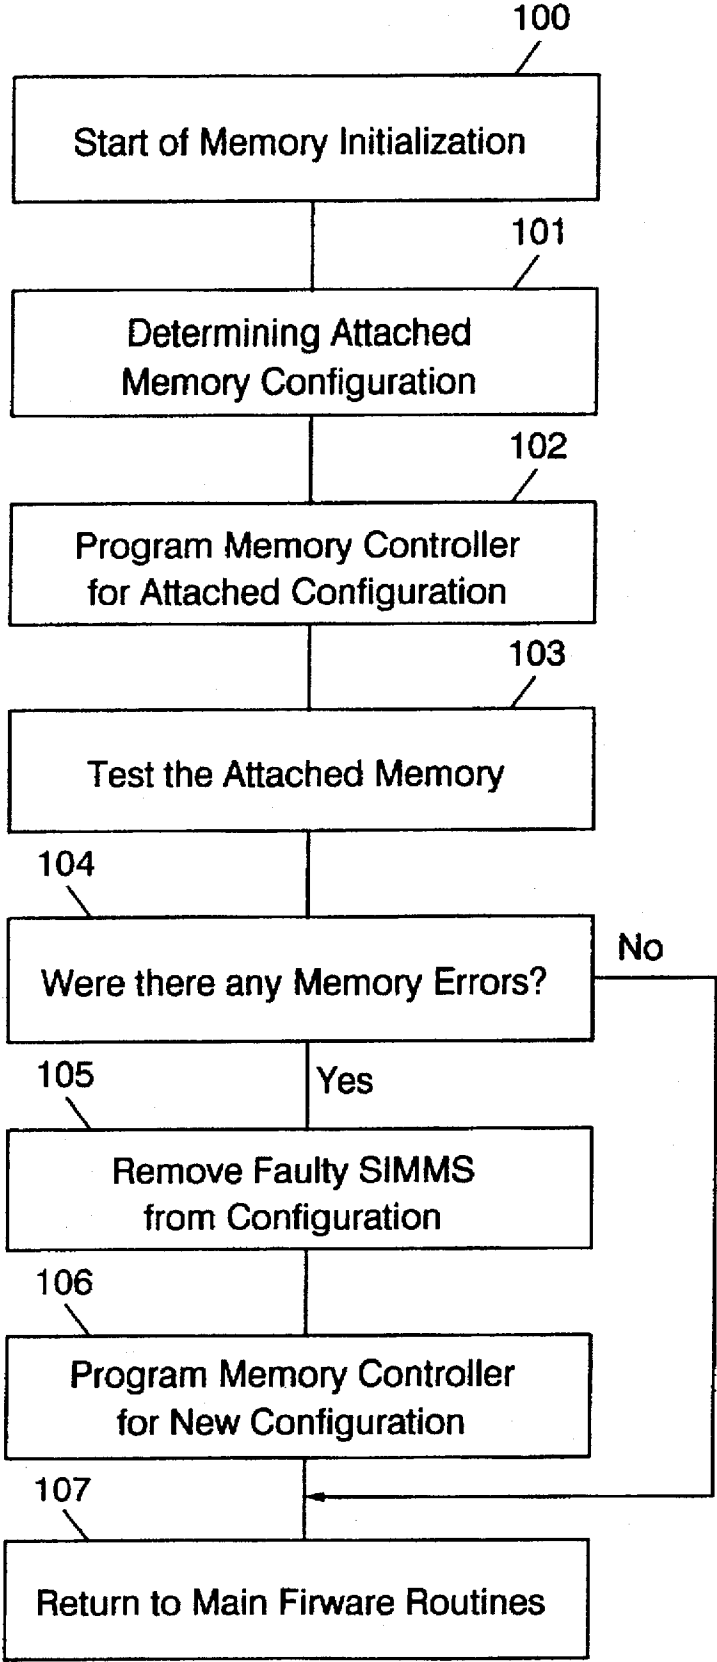 100
Start of Memory Initialization
101
Determining Attached
Memory Configuration
102
Program Memory Controller
for Attached Configuration
103
Test the Attached Memory
104
Were there any Memory Errors?
No
Yes
105
Remove Faulty SIMMS
from Configuration
106
Program Memory Controller
for New Configuration
107
Return to Main Firware Routines